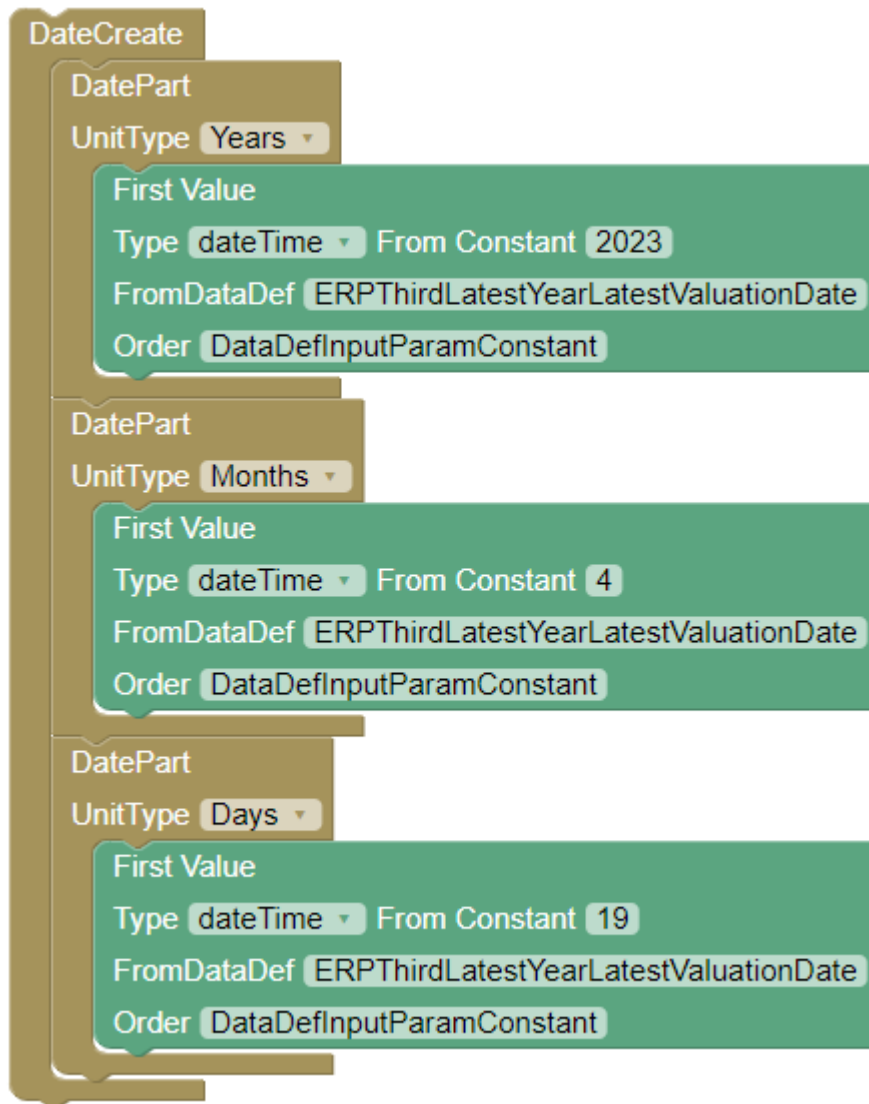 DateCreate
DatePart
UnitType Years
First Value
Type dateTime From Constant 2023
FromDataDef ERPThirdLatestYearLatestValuationDate
Order DataDefInputParamConstant
DatePart
UnitType Months
First Value
Type dateTime From Constant 4
FromDataDef ERPThirdLatestYearLatestValuationDate
Order DataDefInputParamConstant
DatePart
UnitType Days
First Value
Type dateTime From Constant 19
FromDataDef ERPThirdLatestYearLatestValuationDate
Order DataDefInputParamConstant